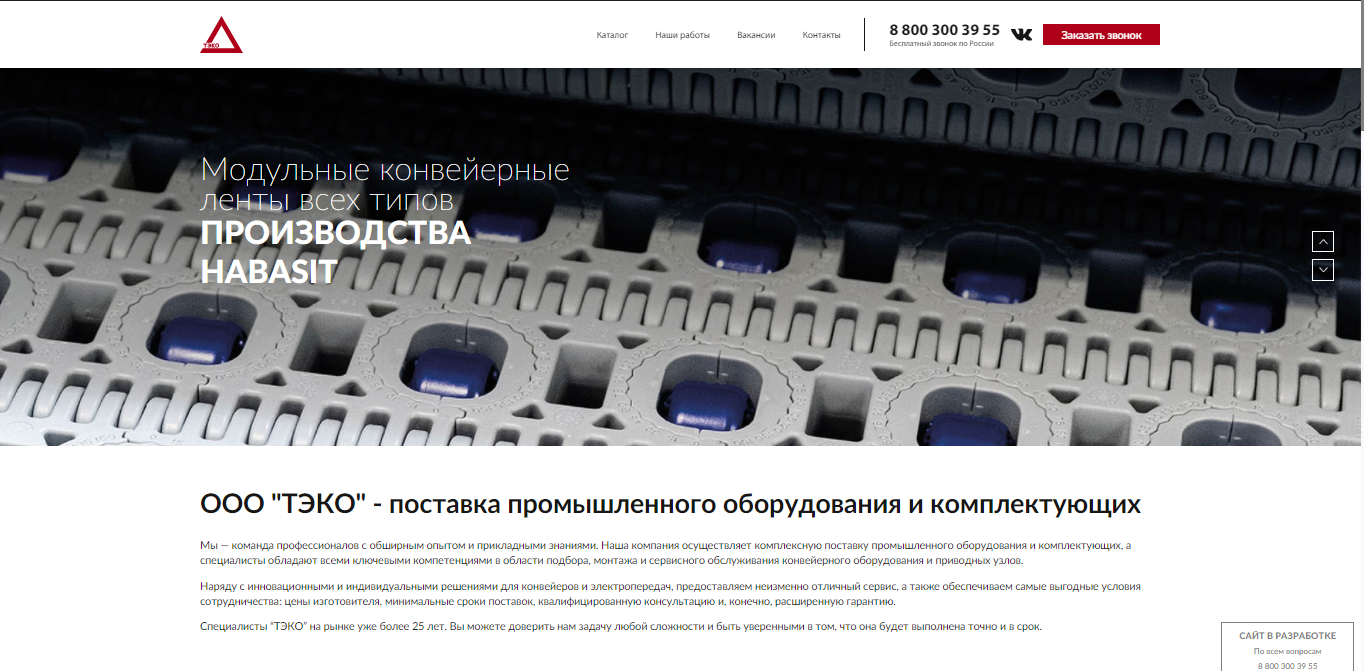 ТЭКО
Каталог
Наши работы
Вакансии
Контакты
8 800 300 39 55
Бесплатный звонок по России
Заказать звонок
Модульные конвейерные
ленты всех типов
ПРОИЗВОДСТВА
HABASIT
ООО "ТЭКО" - поставка промышленного оборудования и комплектующих
Мы — команда профессионалов с обширным опытом и прикладными знаниями. Наша компания осуществляет комплексную поставку промышленного оборудования и комплектующих, а
специалисты обладают всеми ключевыми компетенциями в области подбора, монтажа и сервисного обслуживания конвейерного оборудования и приводных узлов.
Наряду с инновационными и индивидуальными решениями для конвейеров и электропередач, предоставляем неизменно отличный сервис, а также обеспечиваем самые выгодные условия
сотрудничества: цены изготовителя, минимальные сроки поставок, квалифицированную консультацию и, конечно, расширенную гарантию.
Специалисты “ТЭКО” на рынке уже более 25 лет. Вы можете доверить нам задачу любой сложности и быть уверенными в том, что она будет выполнена точно и в срок.
САЙТ В РАЗРАБОТКЕ
По всем вопросам
8 800 300 39 55